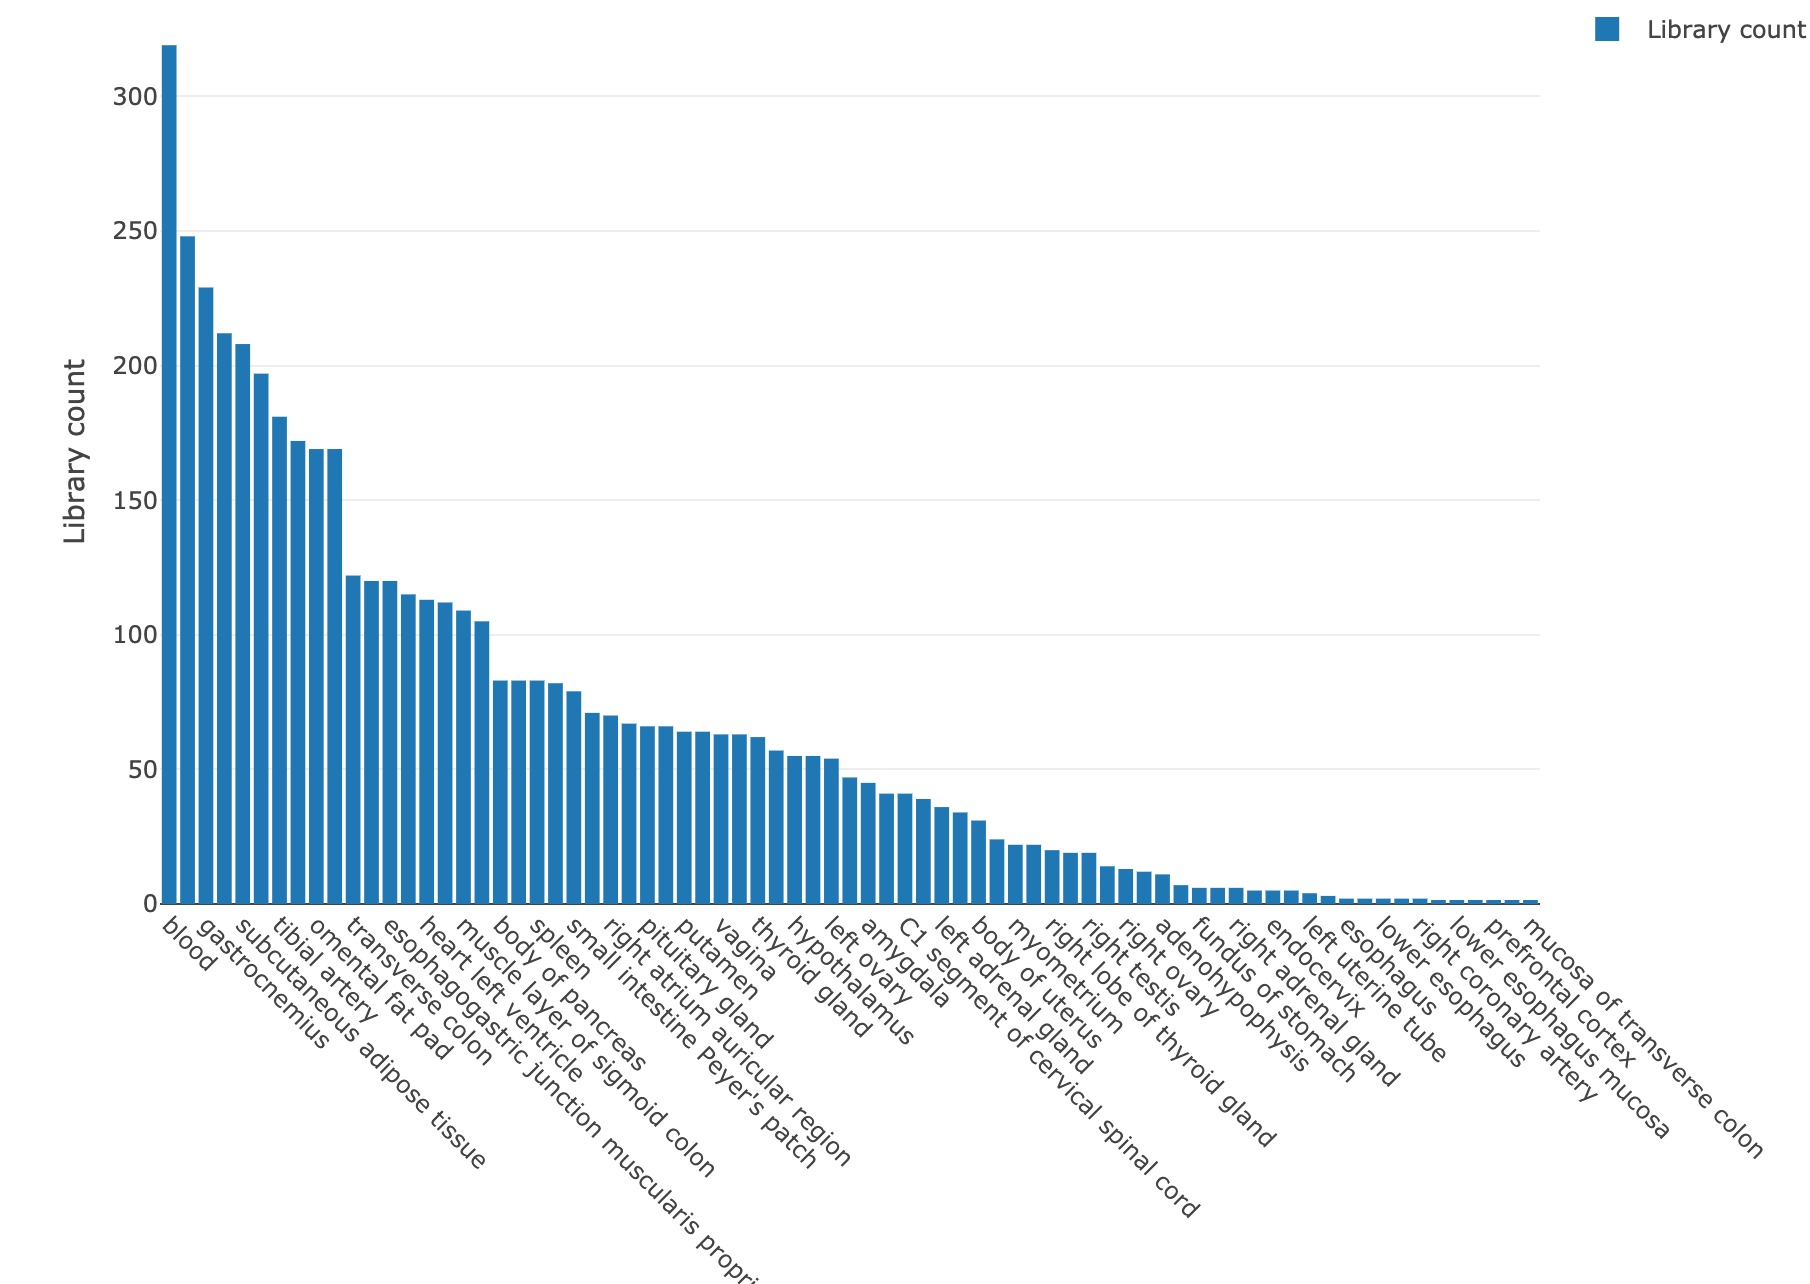 Library count
300
250
200
150
100
50
0
Library count
blood
gastrocnemius
subcutaneous adipose tissue
tibial artery
omental fat pad
transverse colon
esophagogastric junction muscularis propri
heart left ventricle
muscle layer of sigmoid colon
body of pancreas
spleen
small intestine Peyer's patch
right atrium auricular region
pituitary gland
putamen
vagina
thyroid gland
hypothalamus
left ovary
amygdala
C1 segment of cervical spinal cord
left adrenal gland
body of uterus
myometrium
right lobe of thyroid gland
right testis
right ovary
adenohypophysis
fundus of stomach
right adrenal gland
endocervix
left uterine tube
esophagus
lower esophagus
right coronary artery
lower esophagus mucosa
prefrontal cortex
mucosa of transverse colon